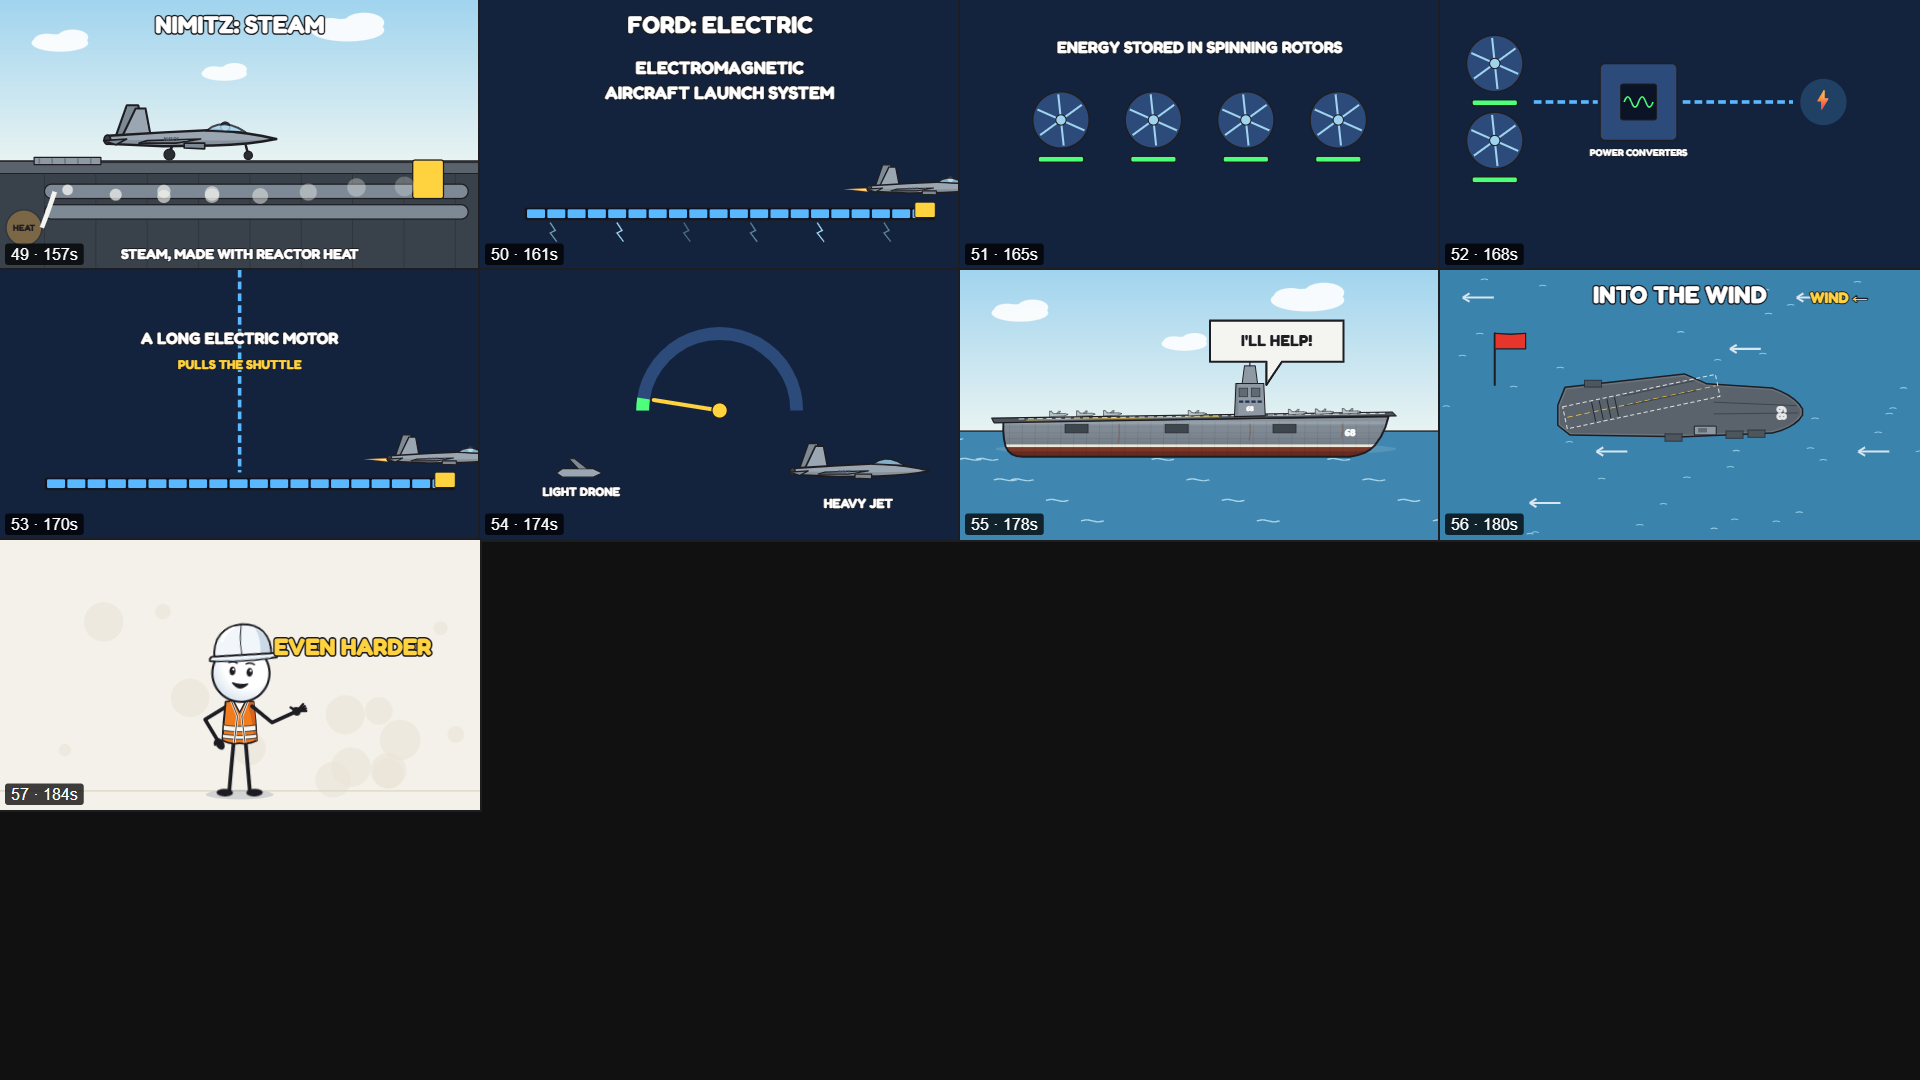 NIMITZ: STEAM
HEAT
STEAM, MADE WITH REACTOR HEAT
49 · 157s
FORD: ELECTRIC
ELECTROMAGNETIC
AIRCRAFT LAUNCH SYSTEM
50 · 161s
ENERGY STORED IN SPINNING ROTORS
51 · 165s
POWER CONVERTERS
52 · 168s
A LONG ELECTRIC MOTOR
PULLS THE SHUTTLE
53 · 170s
LIGHT DRONE
HEAVY JET
54 · 174s
I'LL HELP!
68
68
55 · 178s
INTO THE WIND
WIND ←
68
56 · 180s
EVEN HARDER
57 · 184s